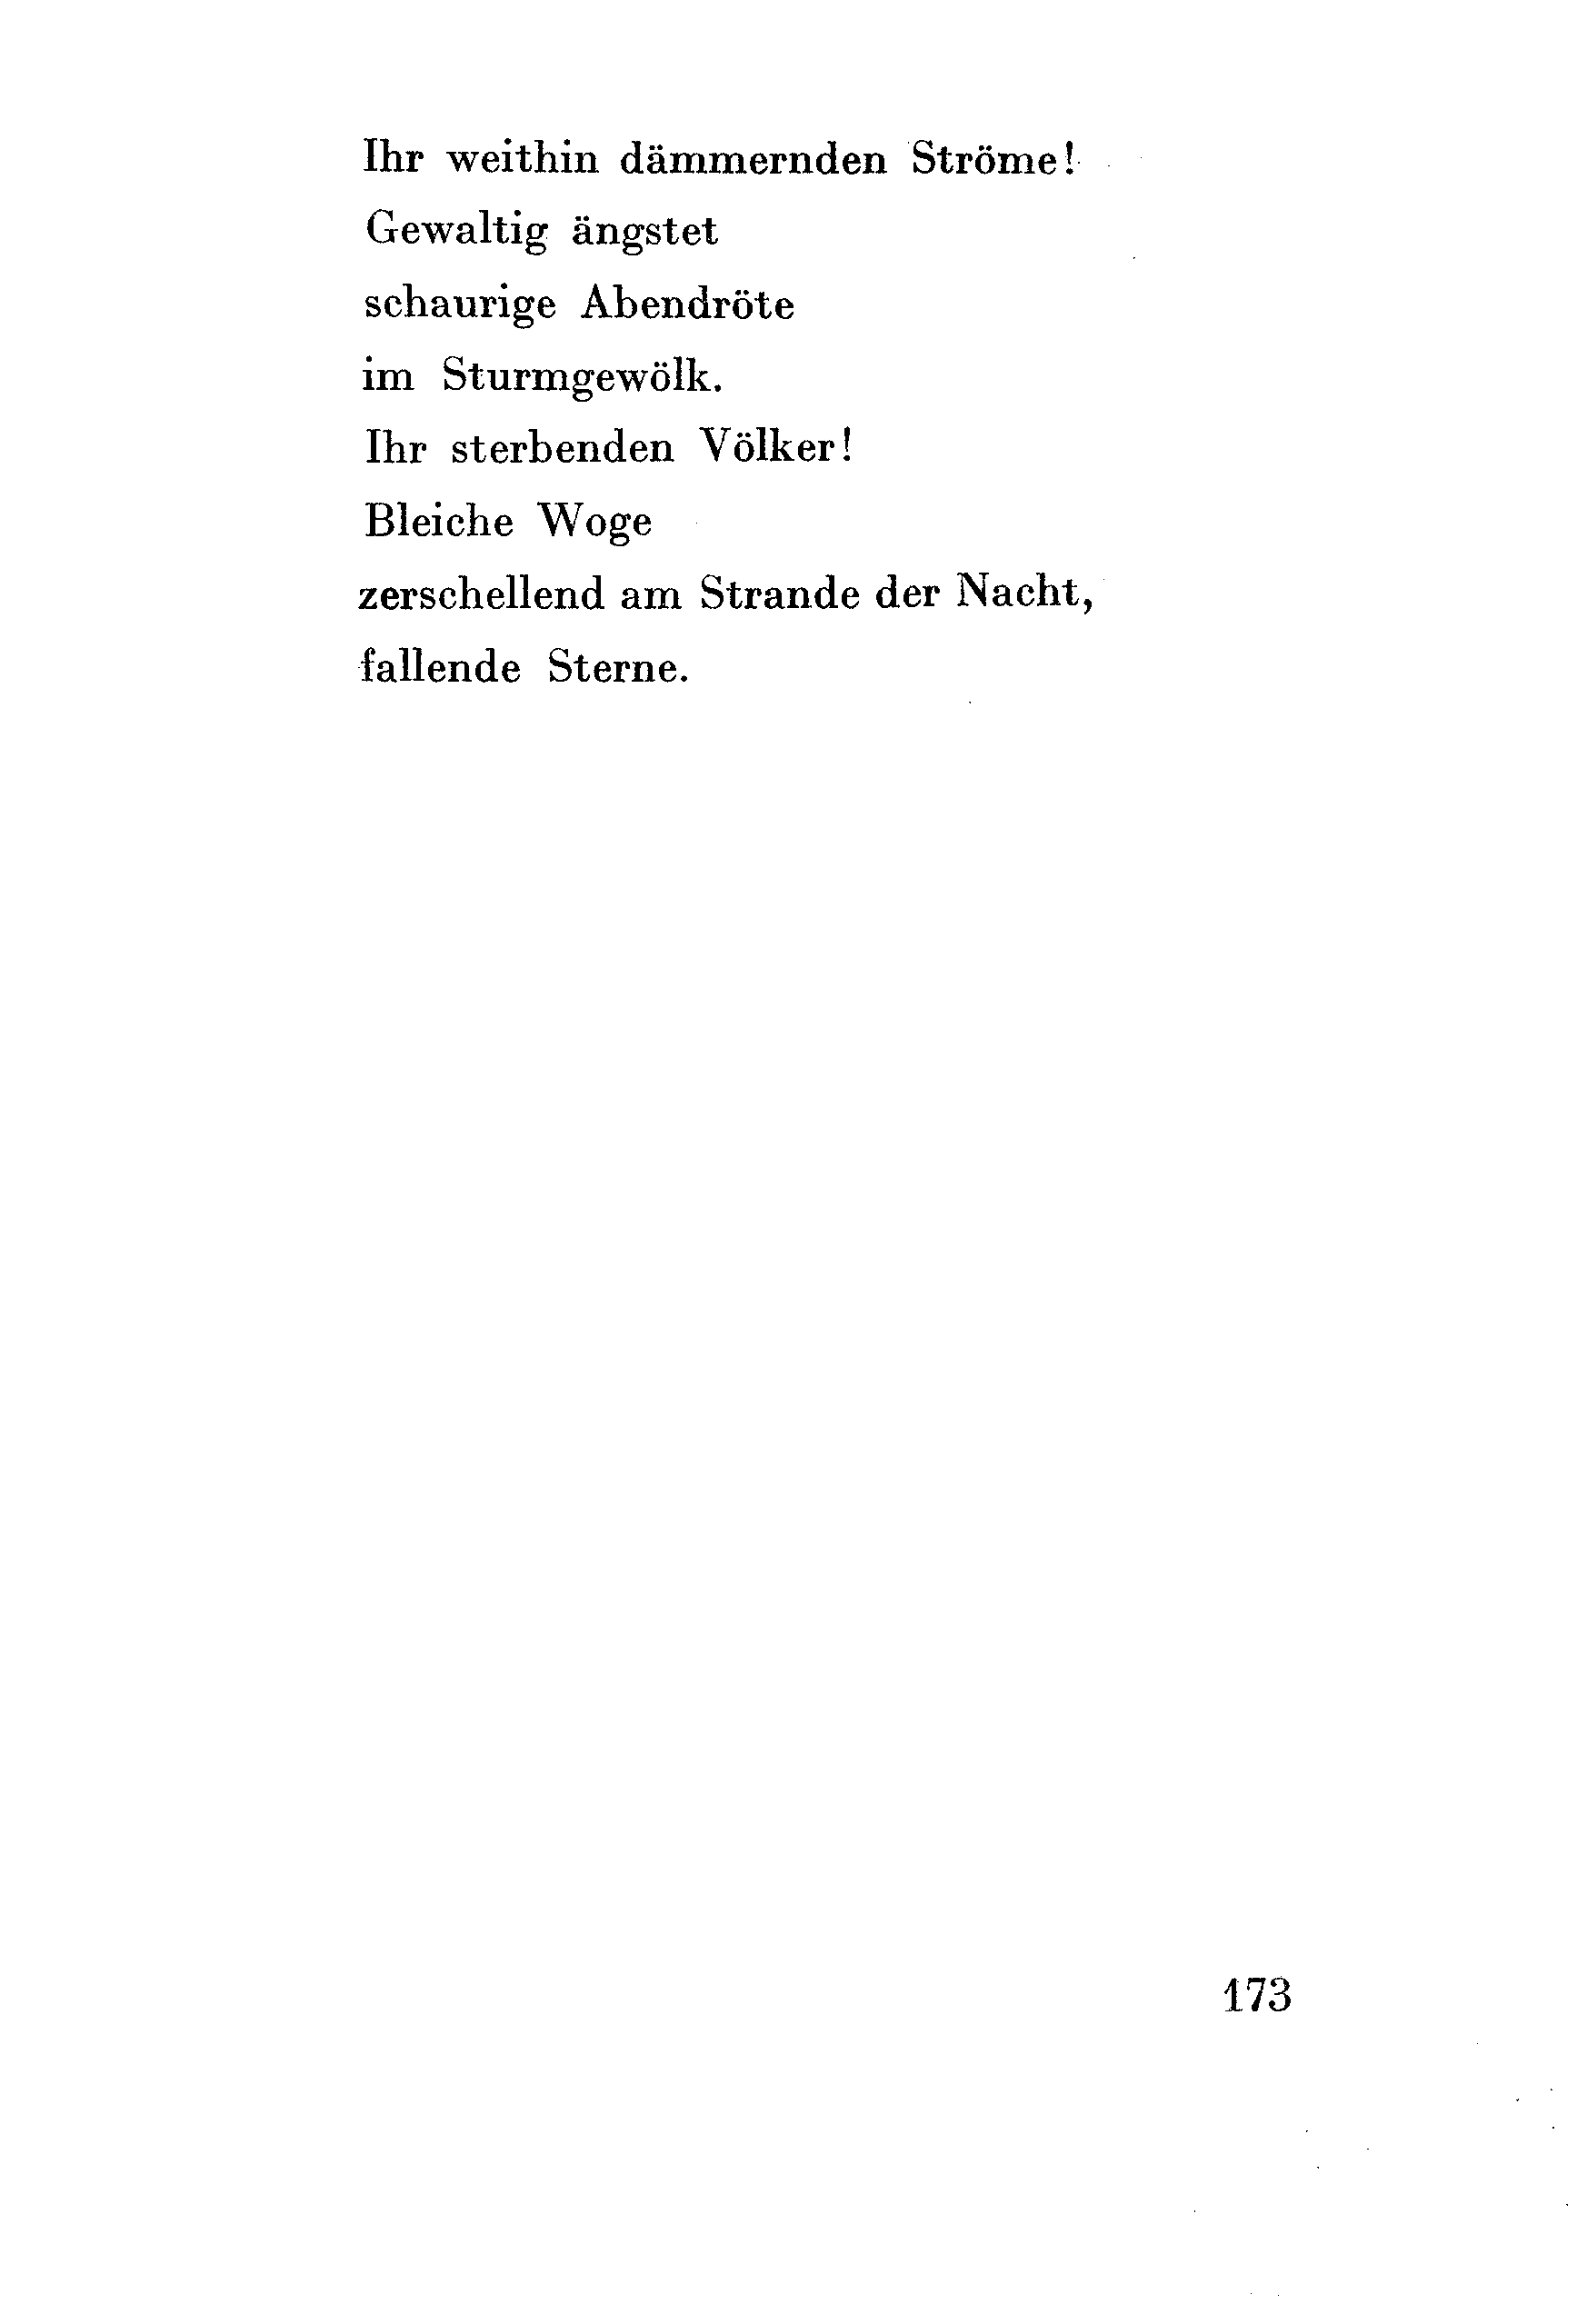 Ihr weithin dämmernden Ströme!
Gewaltig ängstet
schaurige Abendröte
im Sturmgewölk.
Ihr sterbenden Völker!
Bleiche Woge
zerschellend am Strande der Nacht,
fallende Sterne.
173